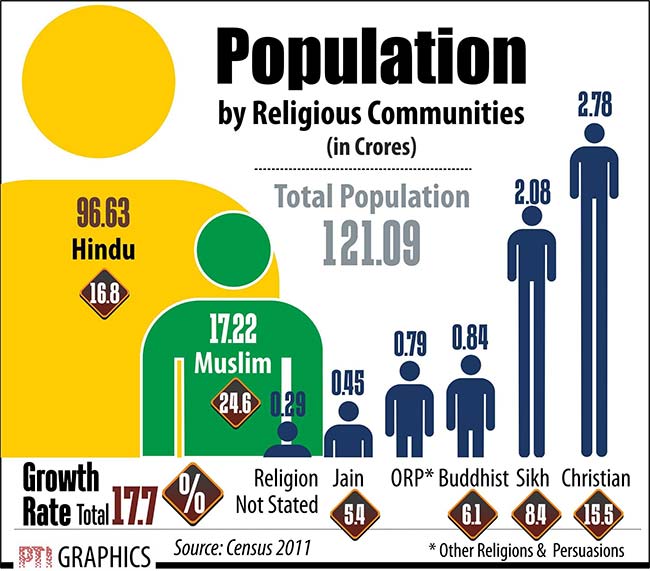 Population
by Religious Communities
(in Crores)
Total Population
121.09
96.63
Hindu
16.8
17.22
Muslim
24.6
0.29
0.45
0.79
0.84
2.08
2.78
Religion
Not Stated
Jain
5.4
ORP*
Buddhist
6.1
Sikh
8.4
Christian
15.5
Growth
Rate Total 17.7 %
PTI GRAPHICS
Source: Census 2011
* Other Religions & Persuasions